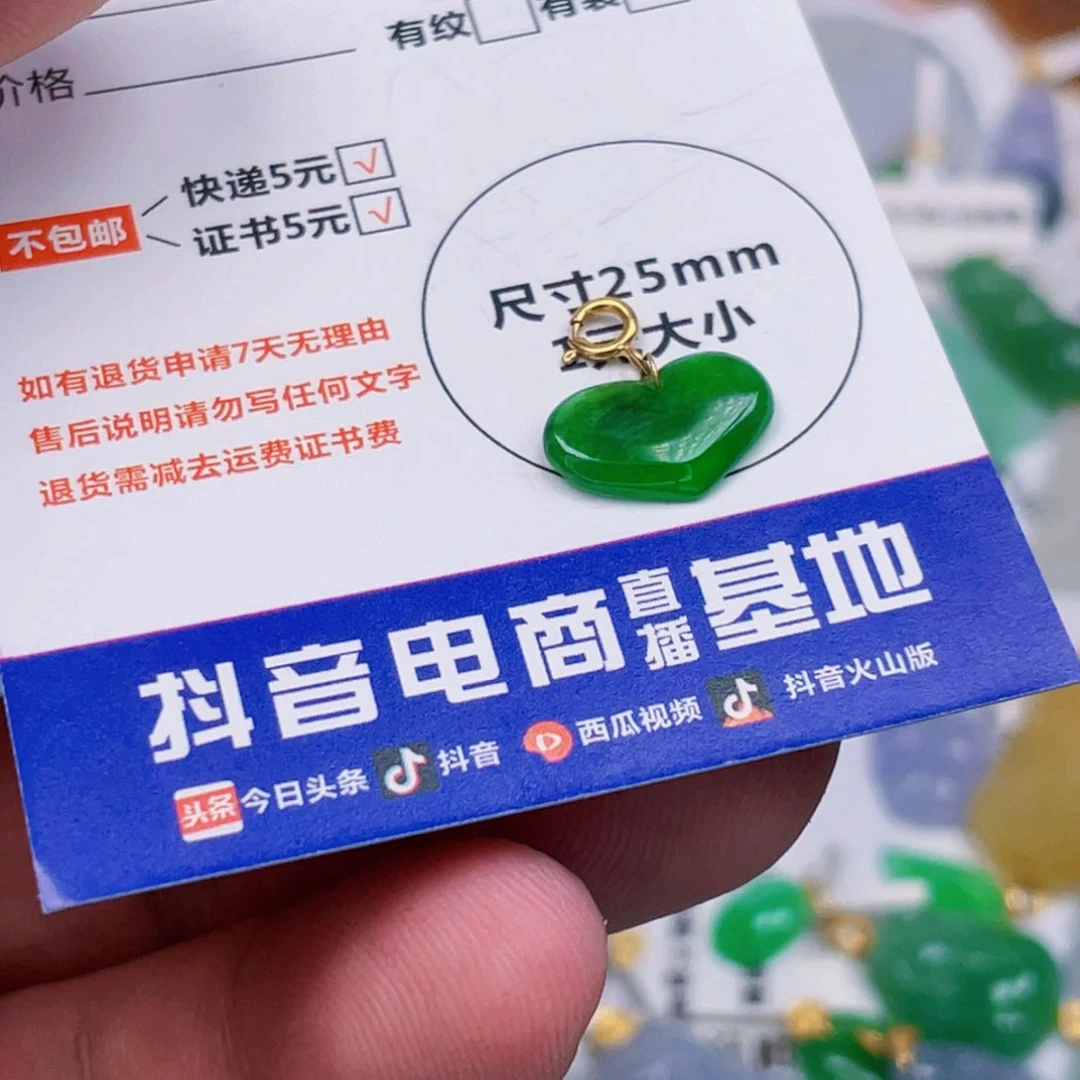 有纹
价格
快递5元
不包邮
证书5元
尺寸25mm
大小
如有退货申请7天无理由
售后说明请勿写任何文字
退货需减去运费证书费
抖音电商直播基地
头条 今日头条 抖音 西瓜视频 抖音火山版